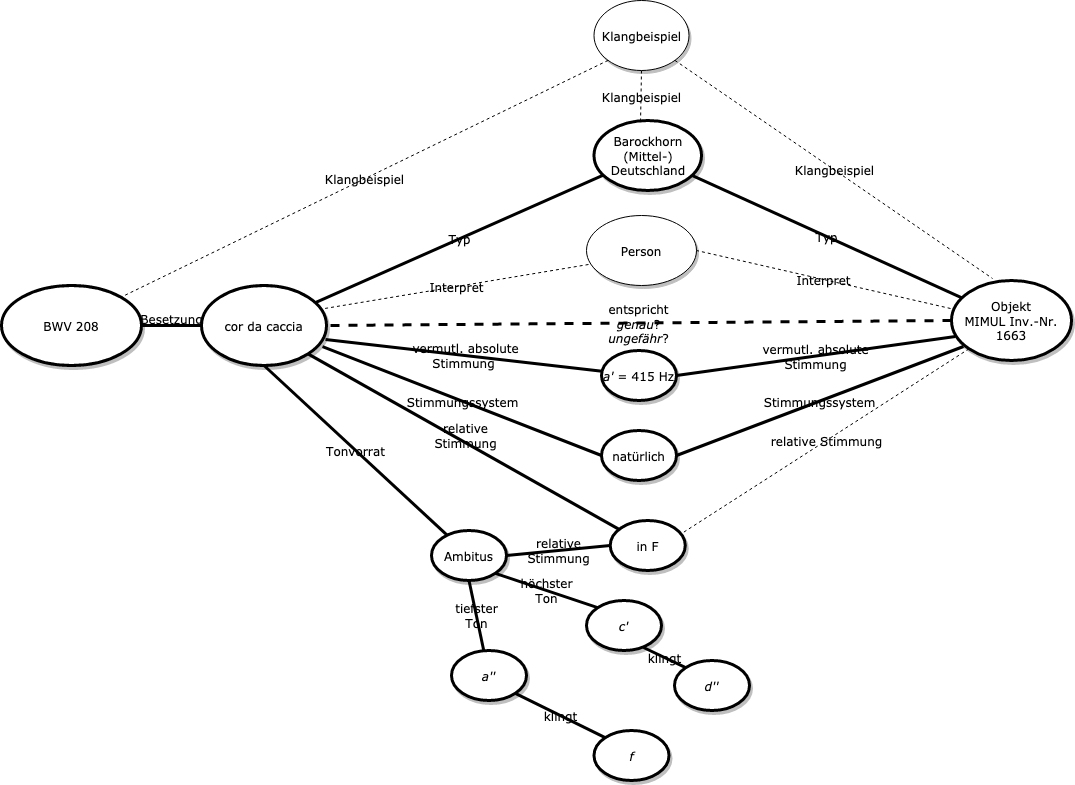 Klangbeispiel
Klangbeispiel
Barockhorn
(Mittel-)
Deutschland
Klangbeispiel
Klangbeispiel
Typ
Typ
Person
Interpret
Interpret
BWV 208
Besetzung
cor da caccia
entspricht
genau?
ungefähr?
Objekt
MIMUL Inv.-Nr.
1663
vermutl. absolute
Stimmung
a' = 415 Hz
vermutl. absolute
Stimmung
Stimmungssystem
natürlich
Stimmungssystem
relative
Stimmung
relative Stimmung
Tonvorrat
Ambitus
relative
Stimmung
in F
höchster
Ton
tiefster
Ton
c'
klingt
d''
a''
klingt
f